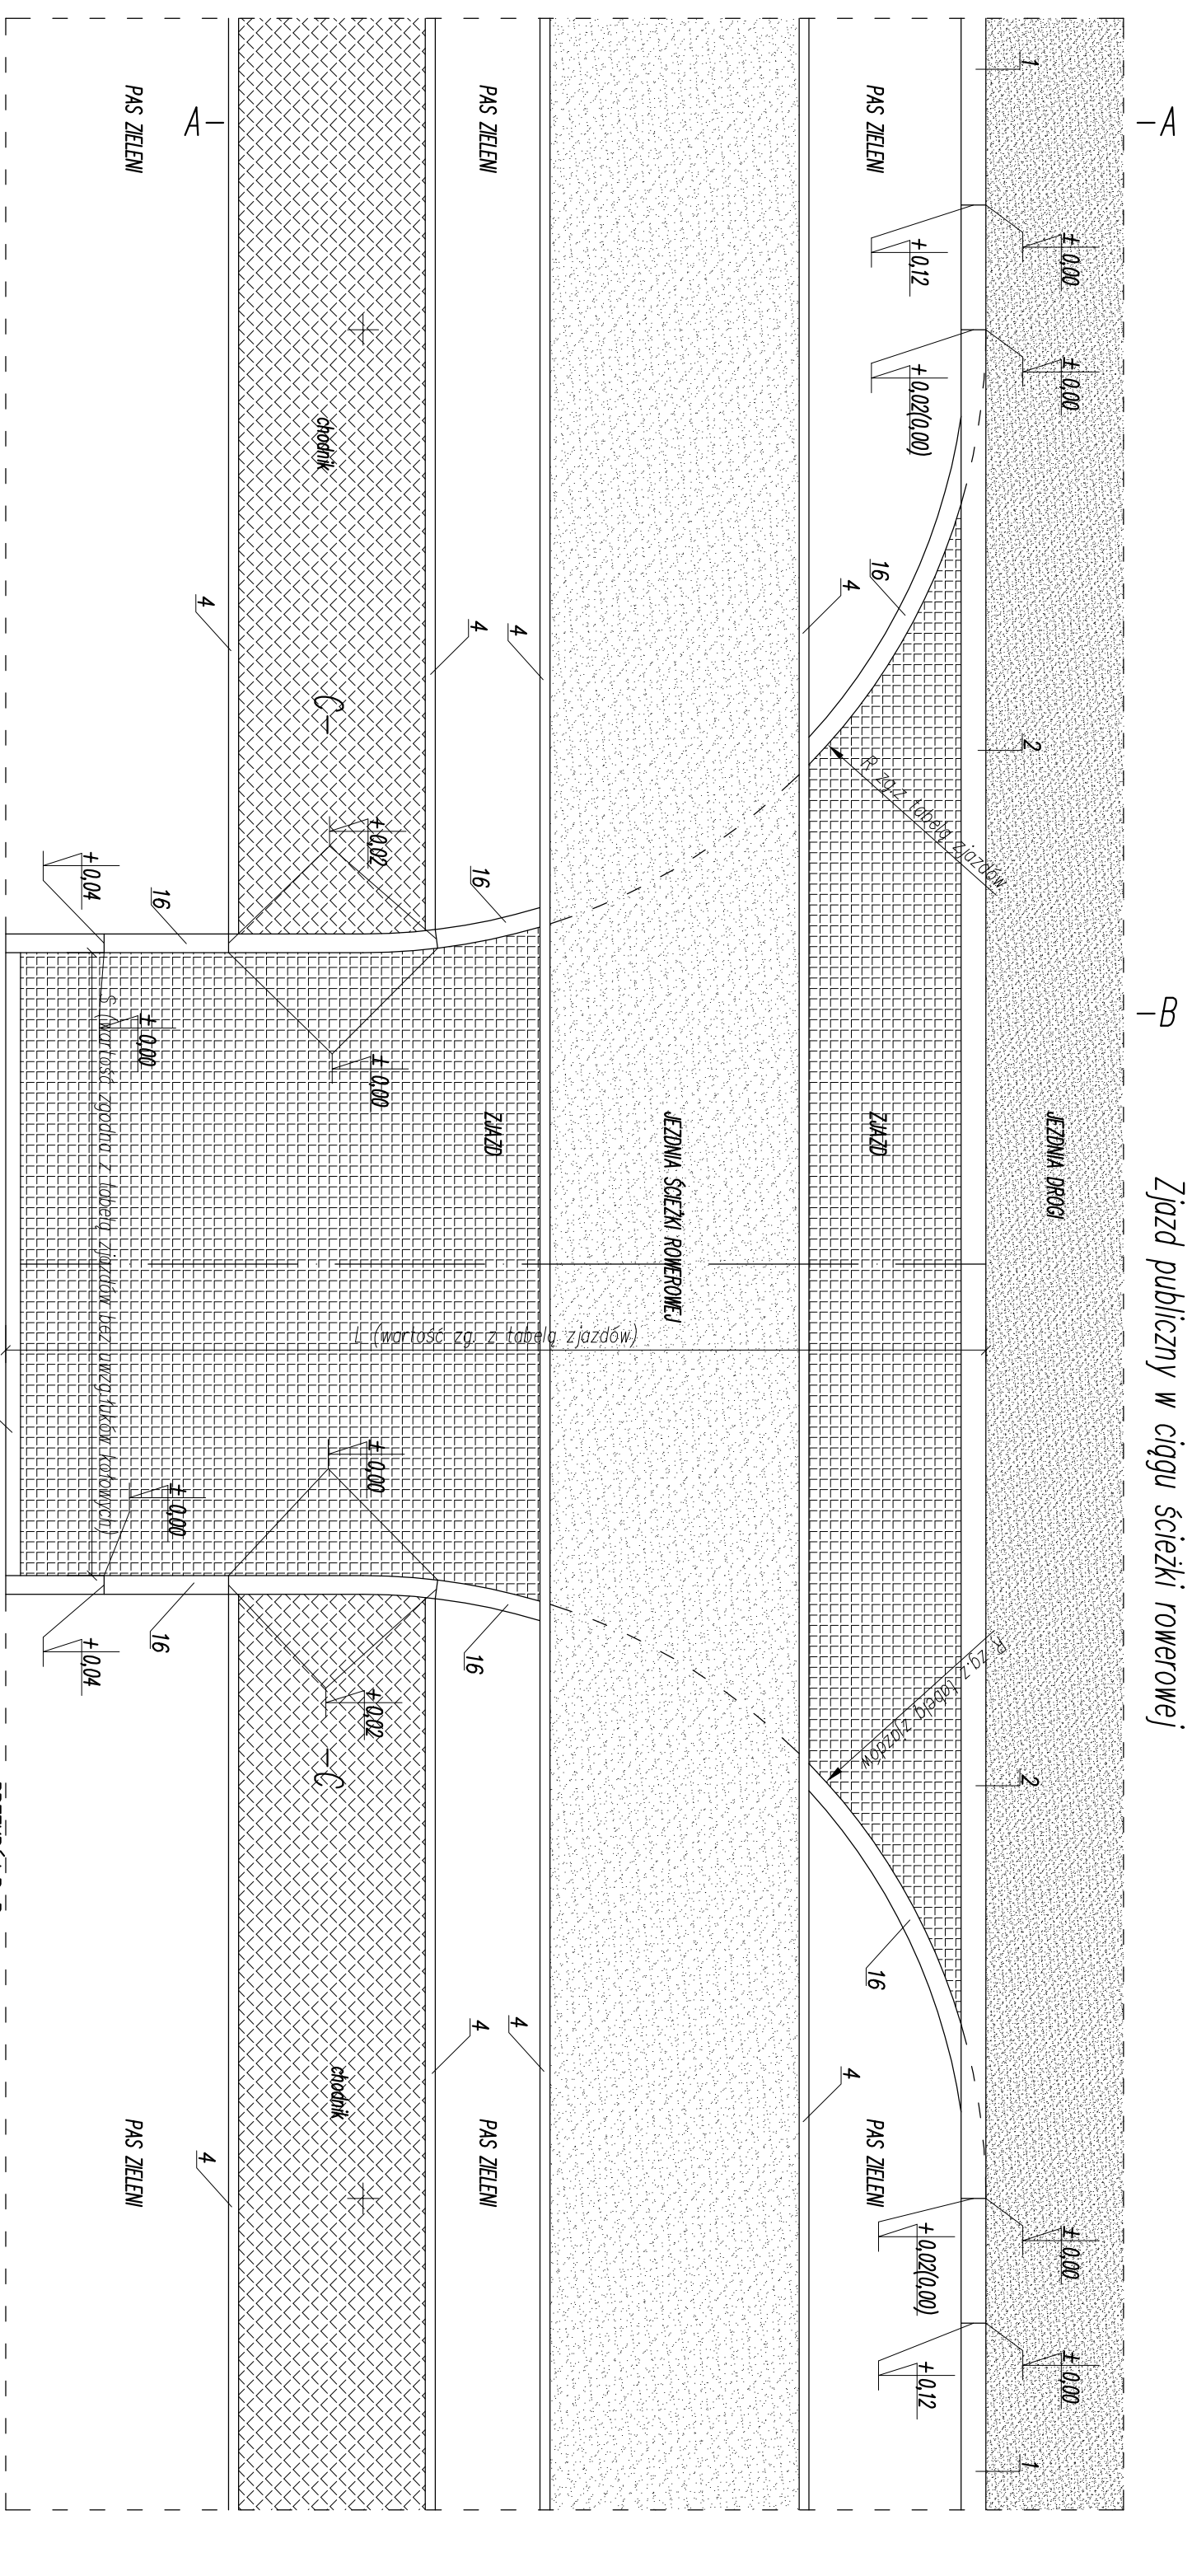 Zjazd publiczny w ciągu ścieżki rowerowej
-A
-B
JEZDNIA DROGI
1
± 0,00
± 0,00
2
2
± 0,00
± 0,00
1
PAS ZIELENI
+ 0,12
+ 0,02(0,00)
16
4
R zg.z tabelą zjazdów
ZJAZD
R zg.z tabelą zjazdów
16
4
PAS ZIELENI
+ 0,02(0,00)
+ 0,12
JEZDNIA ŚCIEŻKI ROWEROWEJ
L (wartość zg. z tabelą zjazdów)
PAS ZIELENI
4
4
16
ZJAZD
16
4
4
PAS ZIELENI
chodnik
C-
+ 0,02
± 0,00
± 0,00
+ 0,02
-C
chodnik
A-
4
4
PAS ZIELENI
+ 0,04
16
± 0,00
S (wartość zgodna z tabelą zjazdów bez uwzg.łuków kołowych)
± 0,00
16
+ 0,04
PAS ZIELENI